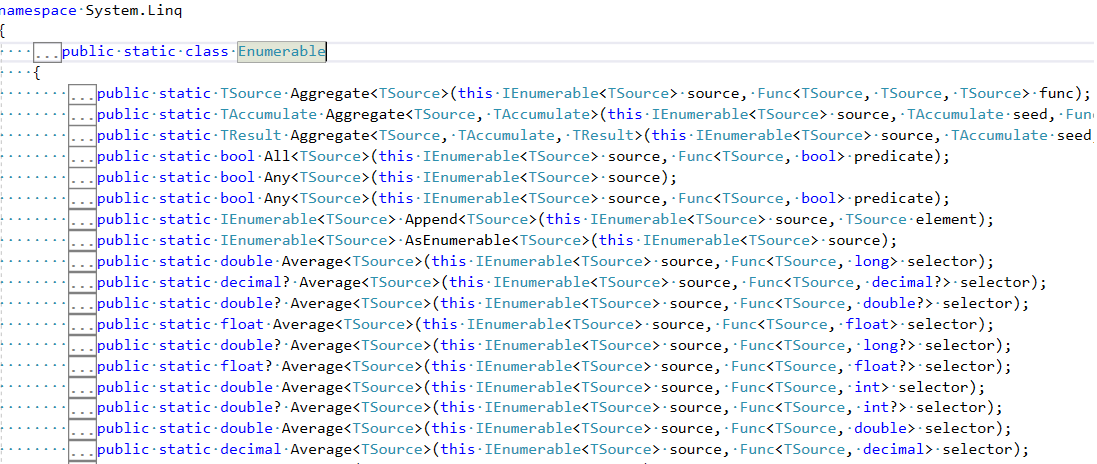 namespace System.Linq
{
...public static class Enumerable
{
...public static TSource Aggregate<TSource>(this IEnumerable<TSource> source, Func<TSource, TSource, TSource> func);
...public static TAccumulate Aggregate<TSource, TAccumulate>(this IEnumerable<TSource> source, TAccumulate seed, Func
...public static TResult Aggregate<TSource, TAccumulate, TResult>(this IEnumerable<TSource> source, TAccumulate seed,
...public static bool All<TSource>(this IEnumerable<TSource> source, Func<TSource, bool> predicate);
...public static bool Any<TSource>(this IEnumerable<TSource> source);
...public static bool Any<TSource>(this IEnumerable<TSource> source, Func<TSource, bool> predicate);
...public static IEnumerable<TSource> Append<TSource>(this IEnumerable<TSource> source, TSource element);
...public static IEnumerable<TSource> AsEnumerable<TSource>(this IEnumerable<TSource> source);
...public static double Average<TSource>(this IEnumerable<TSource> source, Func<TSource, long> selector);
...public static decimal? Average<TSource>(this IEnumerable<TSource> source, Func<TSource, decimal?> selector);
...public static double? Average<TSource>(this IEnumerable<TSource> source, Func<TSource, double?> selector);
...public static float Average<TSource>(this IEnumerable<TSource> source, Func<TSource, float> selector);
...public static double? Average<TSource>(this IEnumerable<TSource> source, Func<TSource, long?> selector);
...public static float? Average<TSource>(this IEnumerable<TSource> source, Func<TSource, float?> selector);
...public static double Average<TSource>(this IEnumerable<TSource> source, Func<TSource, int> selector);
...public static double? Average<TSource>(this IEnumerable<TSource> source, Func<TSource, int?> selector);
...public static double Average<TSource>(this IEnumerable<TSource> source, Func<TSource, double> selector);
...public static decimal Average<TSource>(this IEnumerable<TSource> source, Func<TSource, decimal> selector);